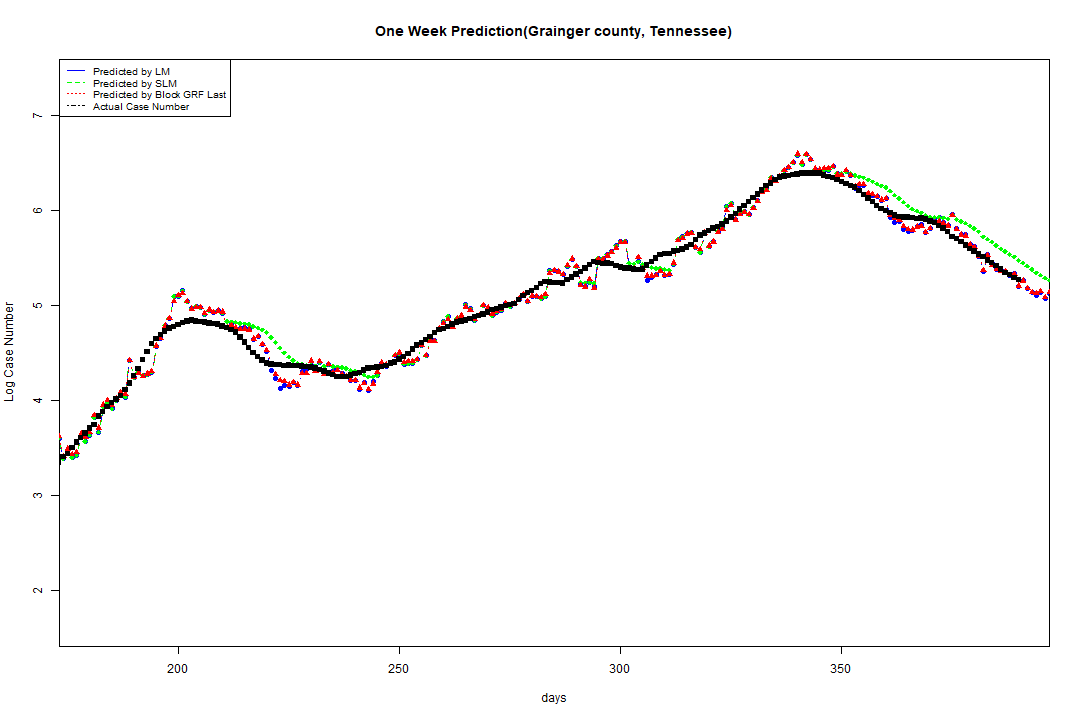 One Week Prediction(Grainger county, Tennessee)
Predicted by LM
Predicted by SLM
Predicted by Block GRF Last
Actual Case Number
7
6
5
4
3
2
Log Case Number
200 250 300 350
days